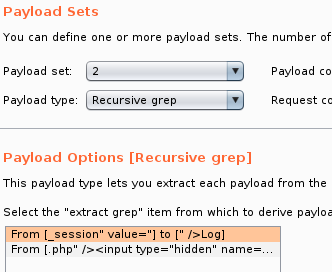 Payload Sets
You can define one or more payload sets. The number of
Payload set: 2 Payload co
Payload type: Recursive grep Request co
Payload Options [Recursive grep]
This payload type lets you extract each payload from the
Select the "extract grep" item from which to derive payloa
From [_session" value="] to [" />Log]
From [.php" /><input type="hidden" name=...